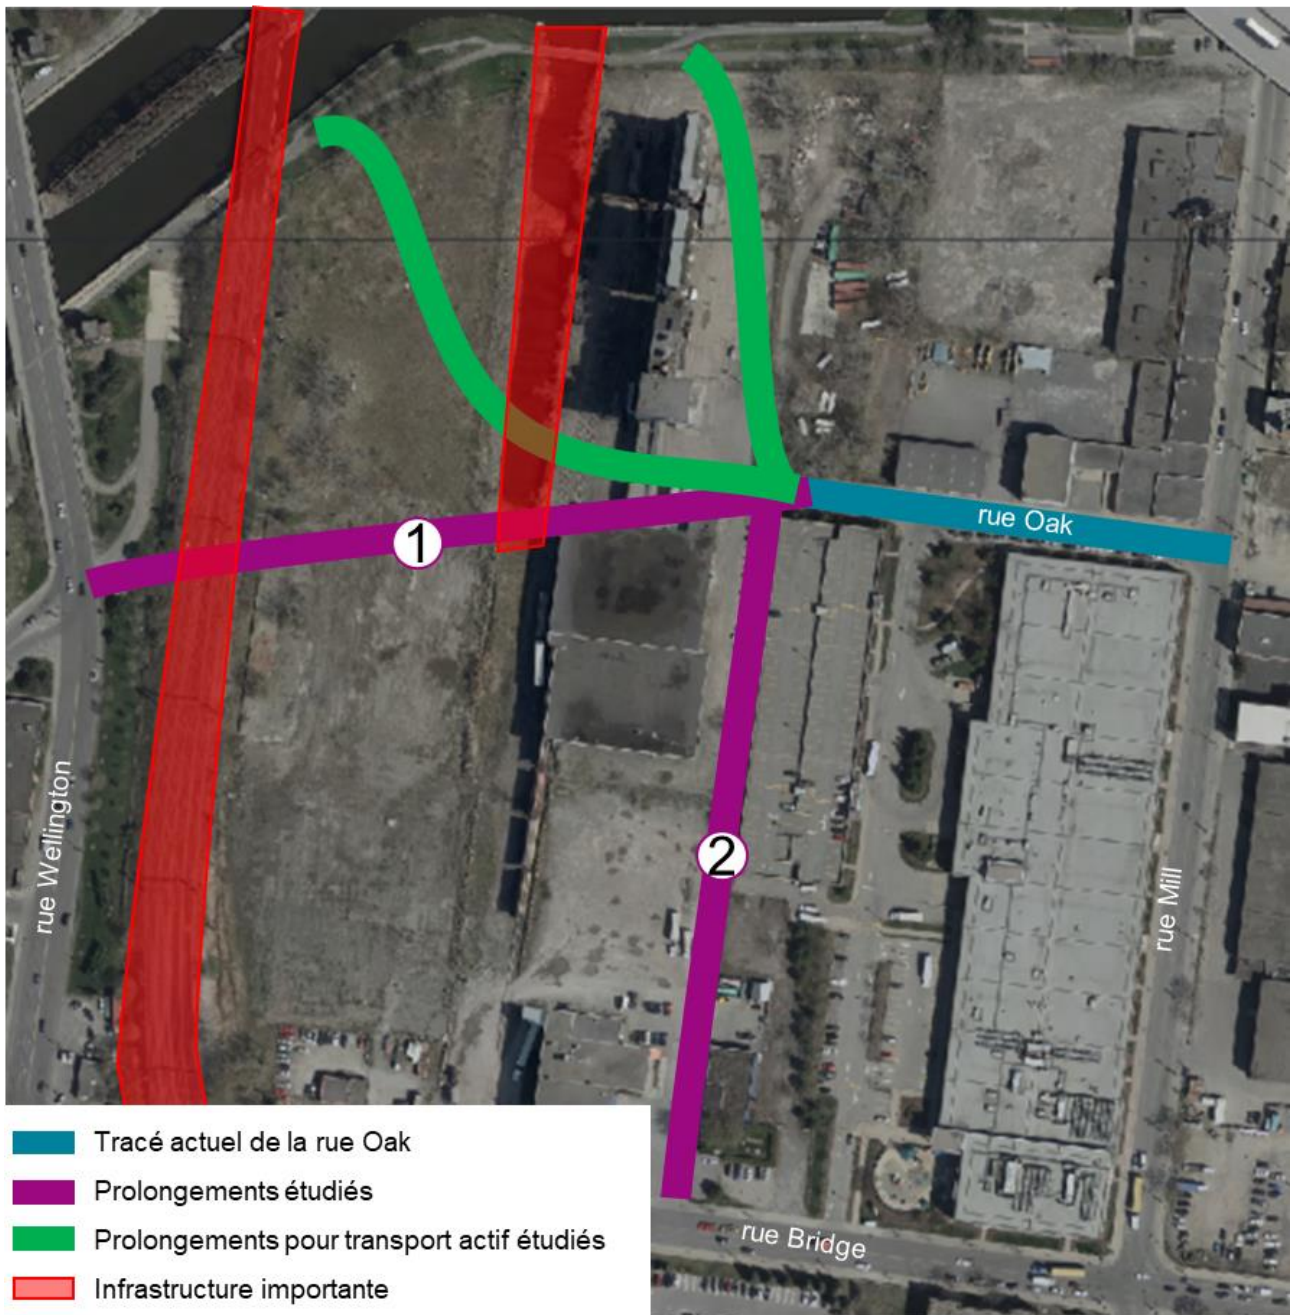 rue Oak
1
rue Wellington
2
rue Mill
rue Bridge
Tracé actuel de la rue Oak
Prolongements étudiés
Prolongements pour transport actif étudiés
Infrastructure importante